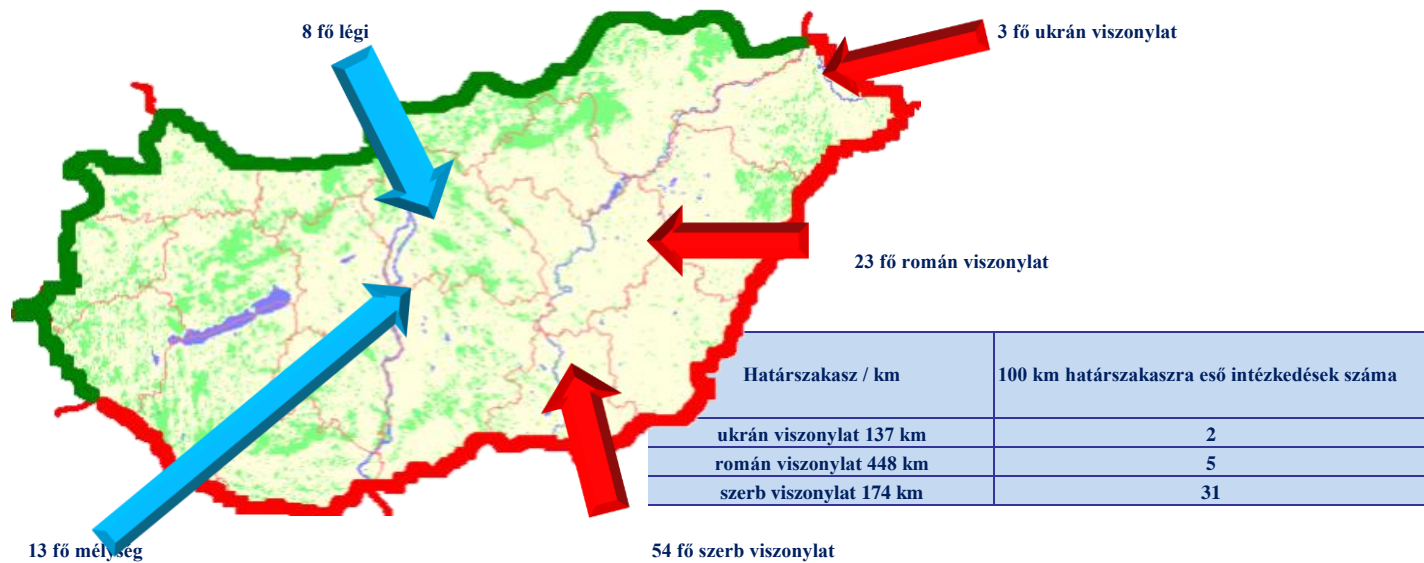 8 fő légi
3 fő ukrán viszonylat
23 fő román viszonylat
Határszakasz / km
100 km határszakaszra eső intézkedések száma
ukrán viszonylat 137 km
2
román viszonylat 448 km
5
szerb viszonylat 174 km
31
13 fő mélység
54 fő szerb viszonylat